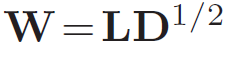 W = LD^{1/2}